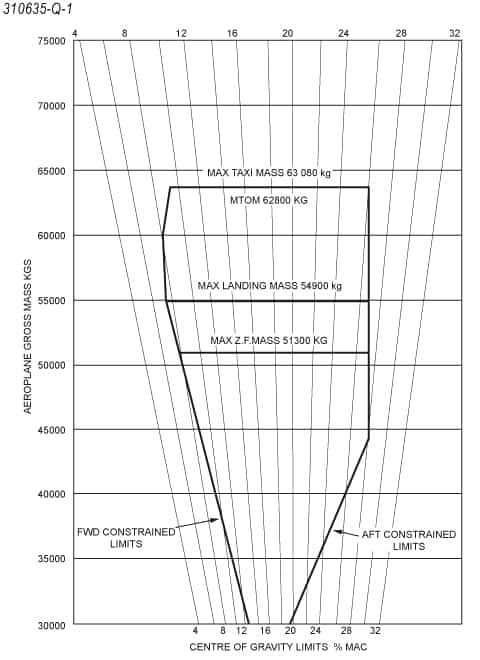 310635-Q-1
4 8 12 16 20 24 28 32
75000
70000
65000
MAX TAXI MASS 63 080 kg
MTOM 62800 KG
60000
MAX LANDING MASS 54900 kg
55000
MAX Z.F.MASS 51300 KG
50000
45000
40000
FWD CONSTRAINED
LIMITS
AFT CONSTRAINED
LIMITS
35000
30000
4 8 12 16 20 24 28 32
CENTRE OF GRAVITY LIMITS % MAC
AEROPLANE GROSS MASS KGS